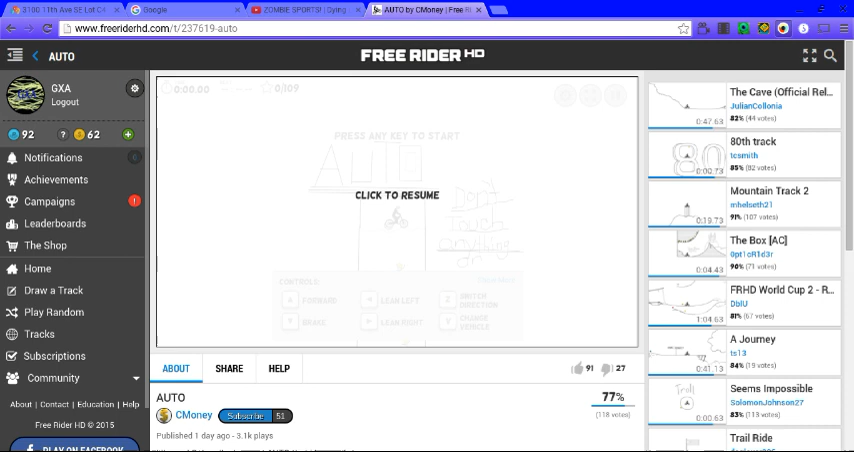 3100 11th Ave SE Lot C4
Google
ZOMBIE SPORTS! | Dying
AUTO by CMoney | Free Ri
www.freeriderhd.com/t/237619-auto
AUTO
FREE RIDER HD
GXA
Logout
92
?
62
Notifications
Achievements
Campaigns
Leaderboards
The Shop
Home
Draw a Track
Play Random
Tracks
Subscriptions
Community
About | Contact | Education | Help
Free Rider HD © 2015
PLAY ON FACEBOOK
0:00.00
0/109
PRESS ANY KEY TO START
AUTO
CLICK TO RESUME
Don't
Touch
anything
CONTROLS:
FORWARD
LEAN LEFT
Z
SWITCH DIRECTION
BRAKE
LEAN RIGHT
CHANGE VEHICLE
ABOUT
SHARE
HELP
91
27
AUTO
CMoney
Subscribe
51
77%
(118 votes)
Published 1 day ago - 3.1k plays
The Cave (Official Rel...
JulianCollonia
82% (44 votes)
0:47.63
80th track
tcsmith
85% (82 votes)
0:00.73
Mountain Track 2
mhelseth21
91% (107 votes)
0:19.73
The Box [AC]
0pt1cR1d3r
90% (71 votes)
0:04.43
FRHD World Cup 2 - R...
DblU
81% (67 votes)
1:04.63
A Journey
ts13
84% (19 votes)
0:41.13
Seems Impossible
SolomonJohnson27
83% (113 votes)
Troll
0:00.63
Trail Ride